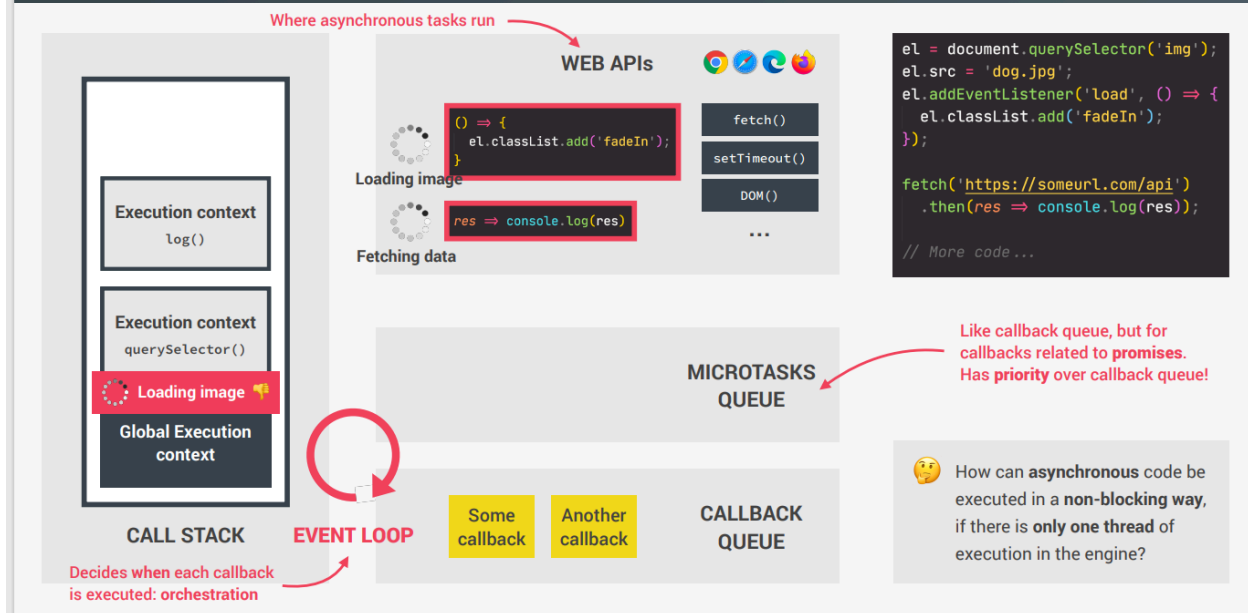 Where asynchronous tasks run
WEB APIs
() ⇒ {
el.classList.add('fadeIn');
}
Loading image
res ⇒ console.log(res)
Fetching data
fetch()
setTimeout()
DOM()
...
el = document.querySelector('img');
el.src = 'dog.jpg';
el.addEventListener('load', () ⇒ {
el.classList.add('fadeIn');
});
fetch('https://someurl.com/api')
.then(res ⇒ console.log(res));
// More code...
Execution context
log()
Execution context
querySelector()
Loading image 👎
Global Execution
context
CALL STACK
EVENT LOOP
Decides when each callback
is executed: orchestration
MICROTASKS
QUEUE
Like callback queue, but for
callbacks related to promises.
Has priority over callback queue!
Some
callback
Another
callback
CALLBACK
QUEUE
🤔 How can asynchronous code be
executed in a non-blocking way,
if there is only one thread of
execution in the engine?